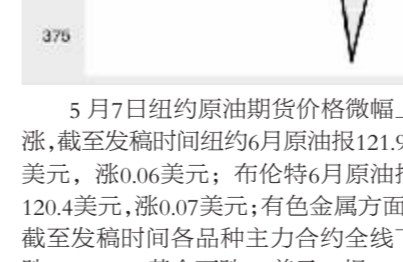 375
5月7日纽约原油期货价格微幅上
涨,截至发稿时间纽约6月原油报121.9
美元，涨0.06美元；布伦特6月原油报
120.4美元,涨0.07美元;有色金属方面
截至发稿时间各品种主力合约全线下